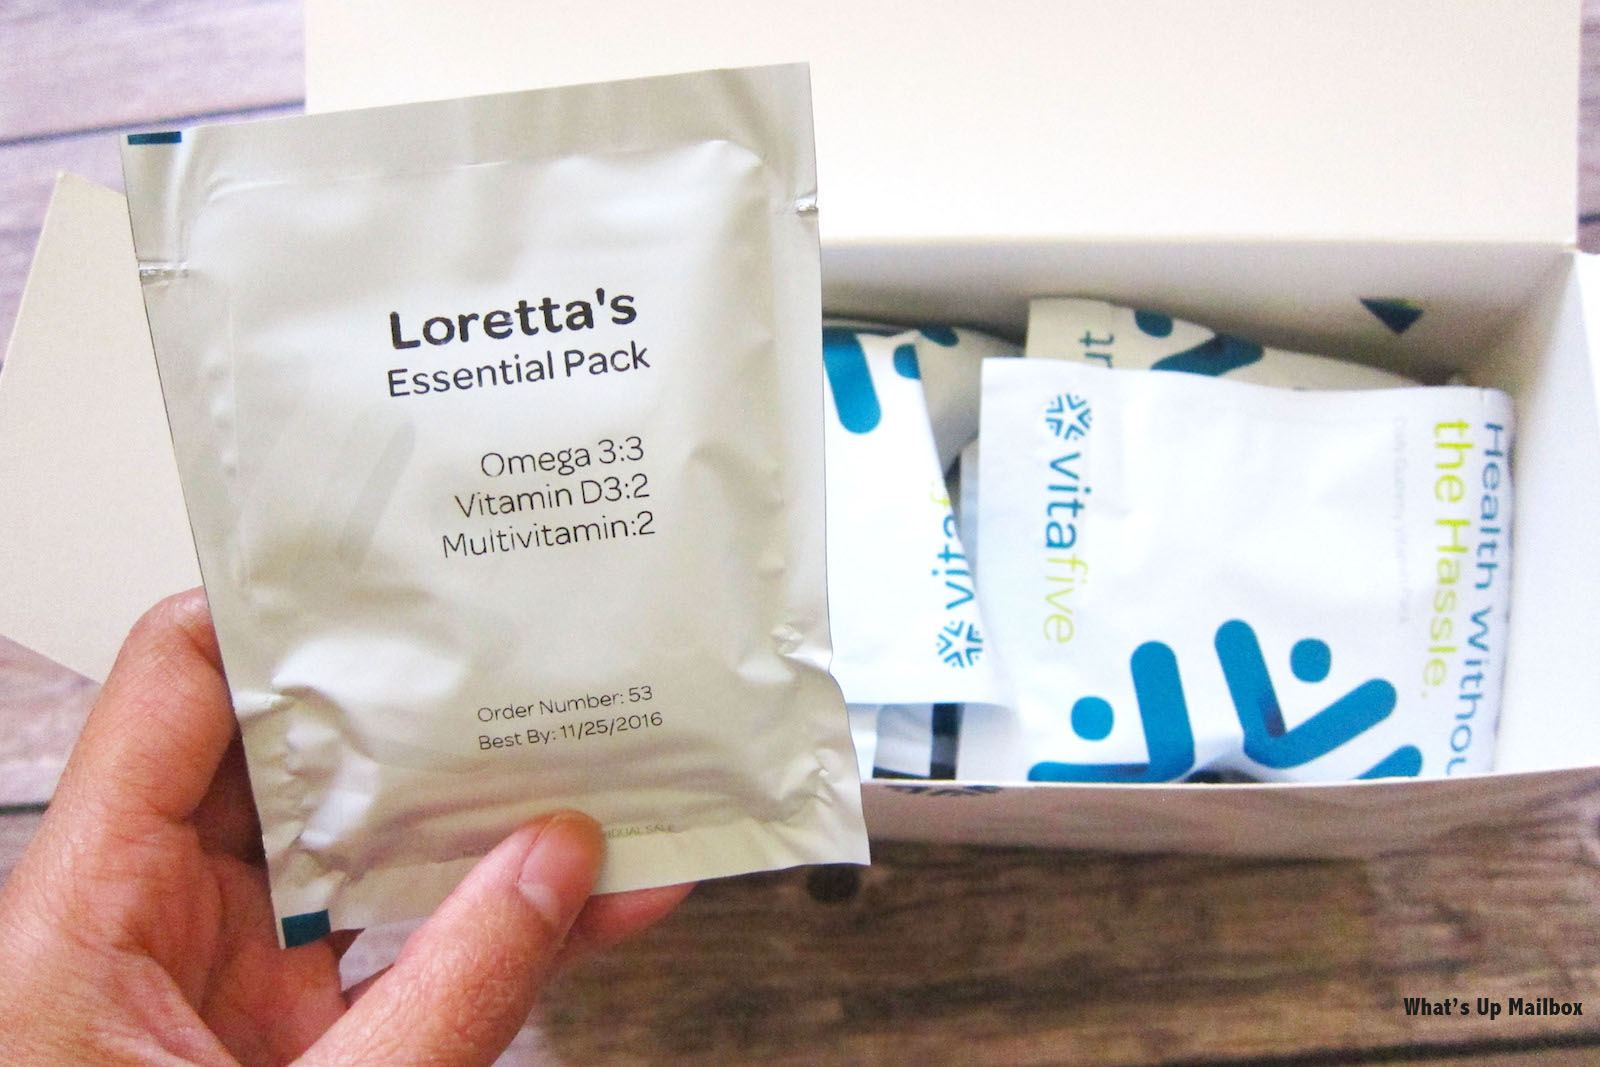 Loretta's
Essential Pack
Omega 3:3
Vitamin D3:2
Multivitamin:2
Order Number: 53
Best By: 11/25/2016
vitafive
Health Withou
the Hassle.
What's Up Mailbox